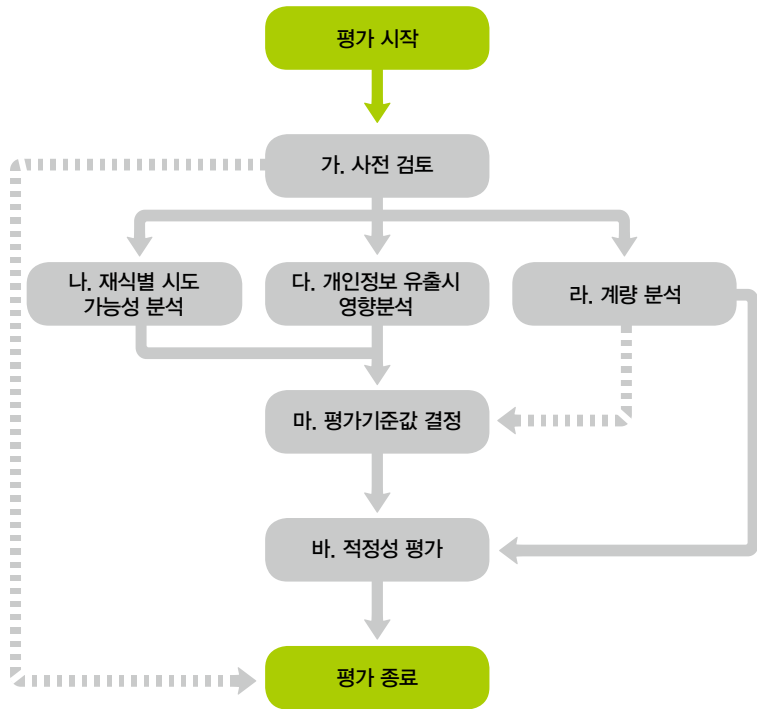 평가 시작
가. 사전 검토
나. 재식별 시도
가능성 분석
다. 개인정보 유출시
영향분석
라. 계량 분석
마. 평가기준값 결정
바. 적정성 평가
평가 종료